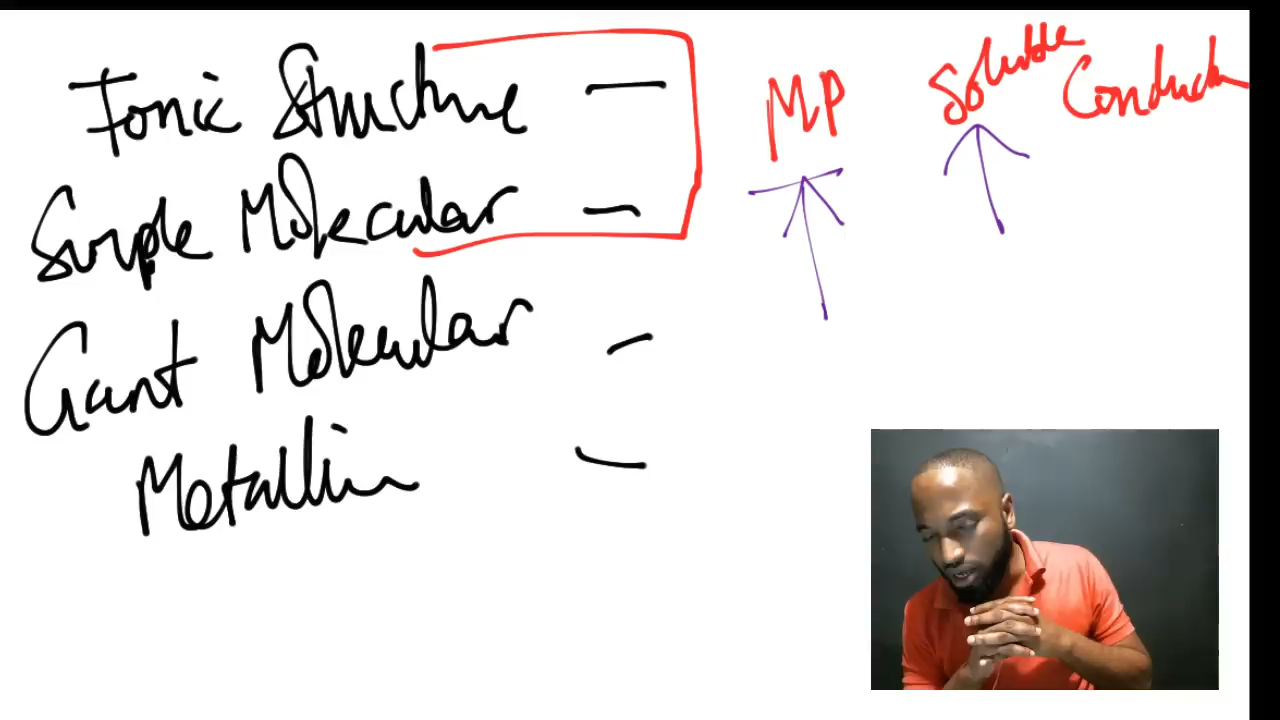 Ionic Structure —
Simple Molecular —
Giant Molecular —
Metallic —
MP Soluble Conduct